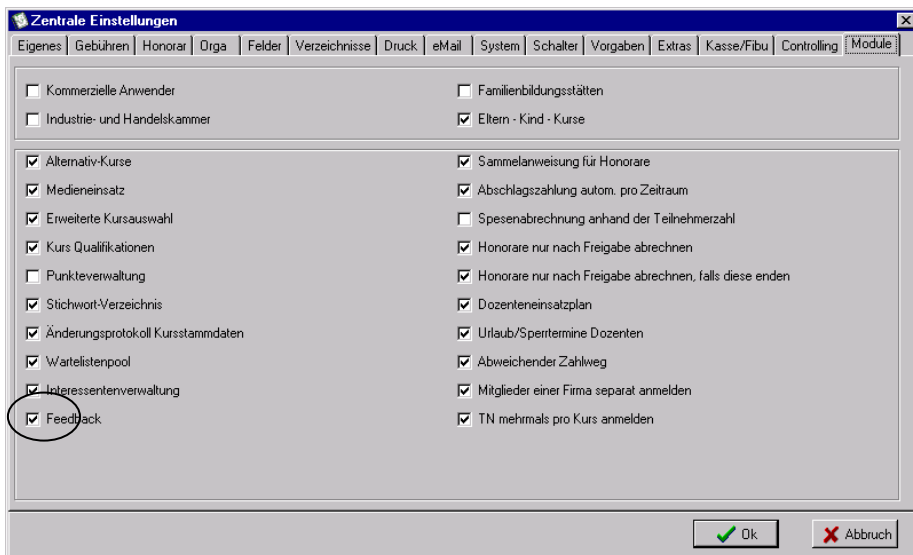 Zentrale Einstellungen
Eigenes Gebühren Honorar Orga Felder Verzeichnisse Druck eMail System Schalter Vorgaben Extras Kasse/Fibu Controlling Module
Kommerzielle Anwender
Familienbildungsstätten
Industrie- und Handelskammer
Eltern - Kind - Kurse
Alternativ-Kurse
Sammelanweisung für Honorare
Medieneinsatz
Abschlagszahlung autom. pro Zeitraum
Erweiterte Kursauswahl
Spesenabrechnung anhand der Teilnehmerzahl
Kurs Qualifikationen
Honorare nur nach Freigabe abrechnen
Punkteverwaltung
Honorare nur nach Freigabe abrechnen, falls diese enden
Stichwort-Verzeichnis
Dozenteneinsatzplan
Änderungsprotokoll Kursstammdaten
Urlaub/Sperrtermine Dozenten
Wartelistenpool
Abweichender Zahlweg
Interessentenverwaltung
Mitglieder einer Firma separat anmelden
Feedback
TN mehrmals pro Kurs anmelden
Ok
Abbruch